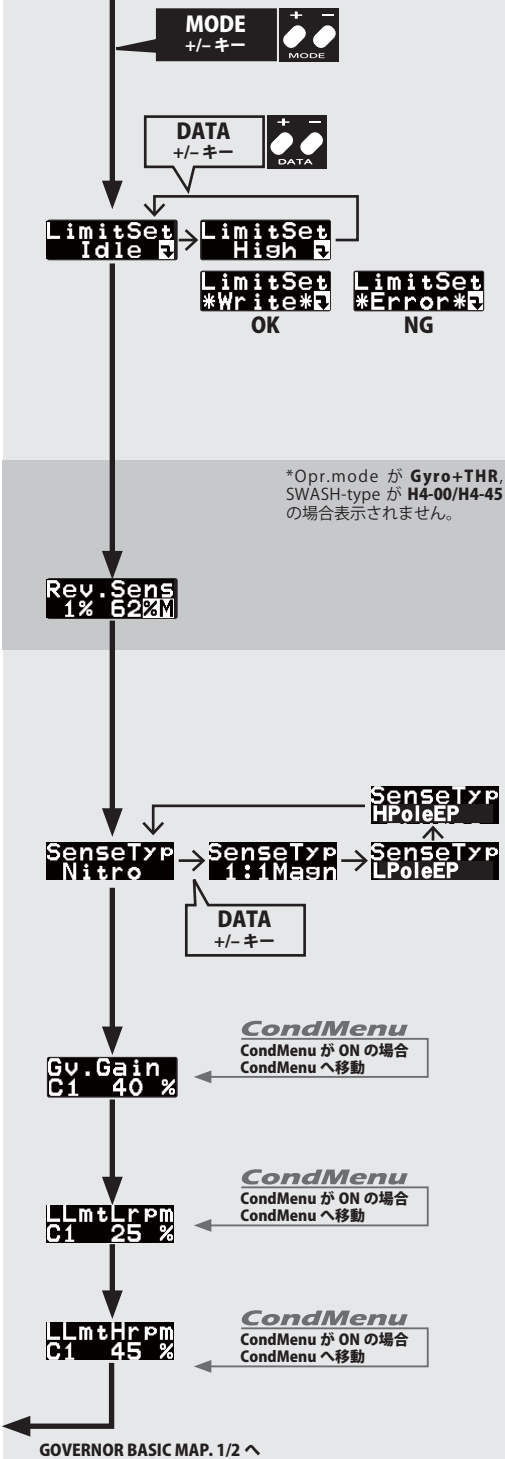 MODE
+/– キー
+ −
MODE
DATA
+/– キー
+ −
DATA
LimitSet
Idle
LimitSet
High
LimitSet
*Write*
OK
LimitSet
*Error*
NG
*Opr.mode が Gyro+THR,
SWASH-type が H4-00/H4-45
の場合表示されません。
Rev.Sens
1% 62%M
SenseTyp
HPoleEP
SenseTyp
Nitro
SenseTyp
1:1Magn
SenseTyp
LPoleEP
DATA
+/– キー
CondMenu
CondMenu が ON の場合
CondMenu へ移動
Gv.Gain
C1 40 %
CondMenu
CondMenu が ON の場合
CondMenu へ移動
LLmtLrpm
C1 25 %
CondMenu
CondMenu が ON の場合
CondMenu へ移動
LLmtHrpm
C1 45 %
GOVERNOR BASIC MAP. 1/2 へ